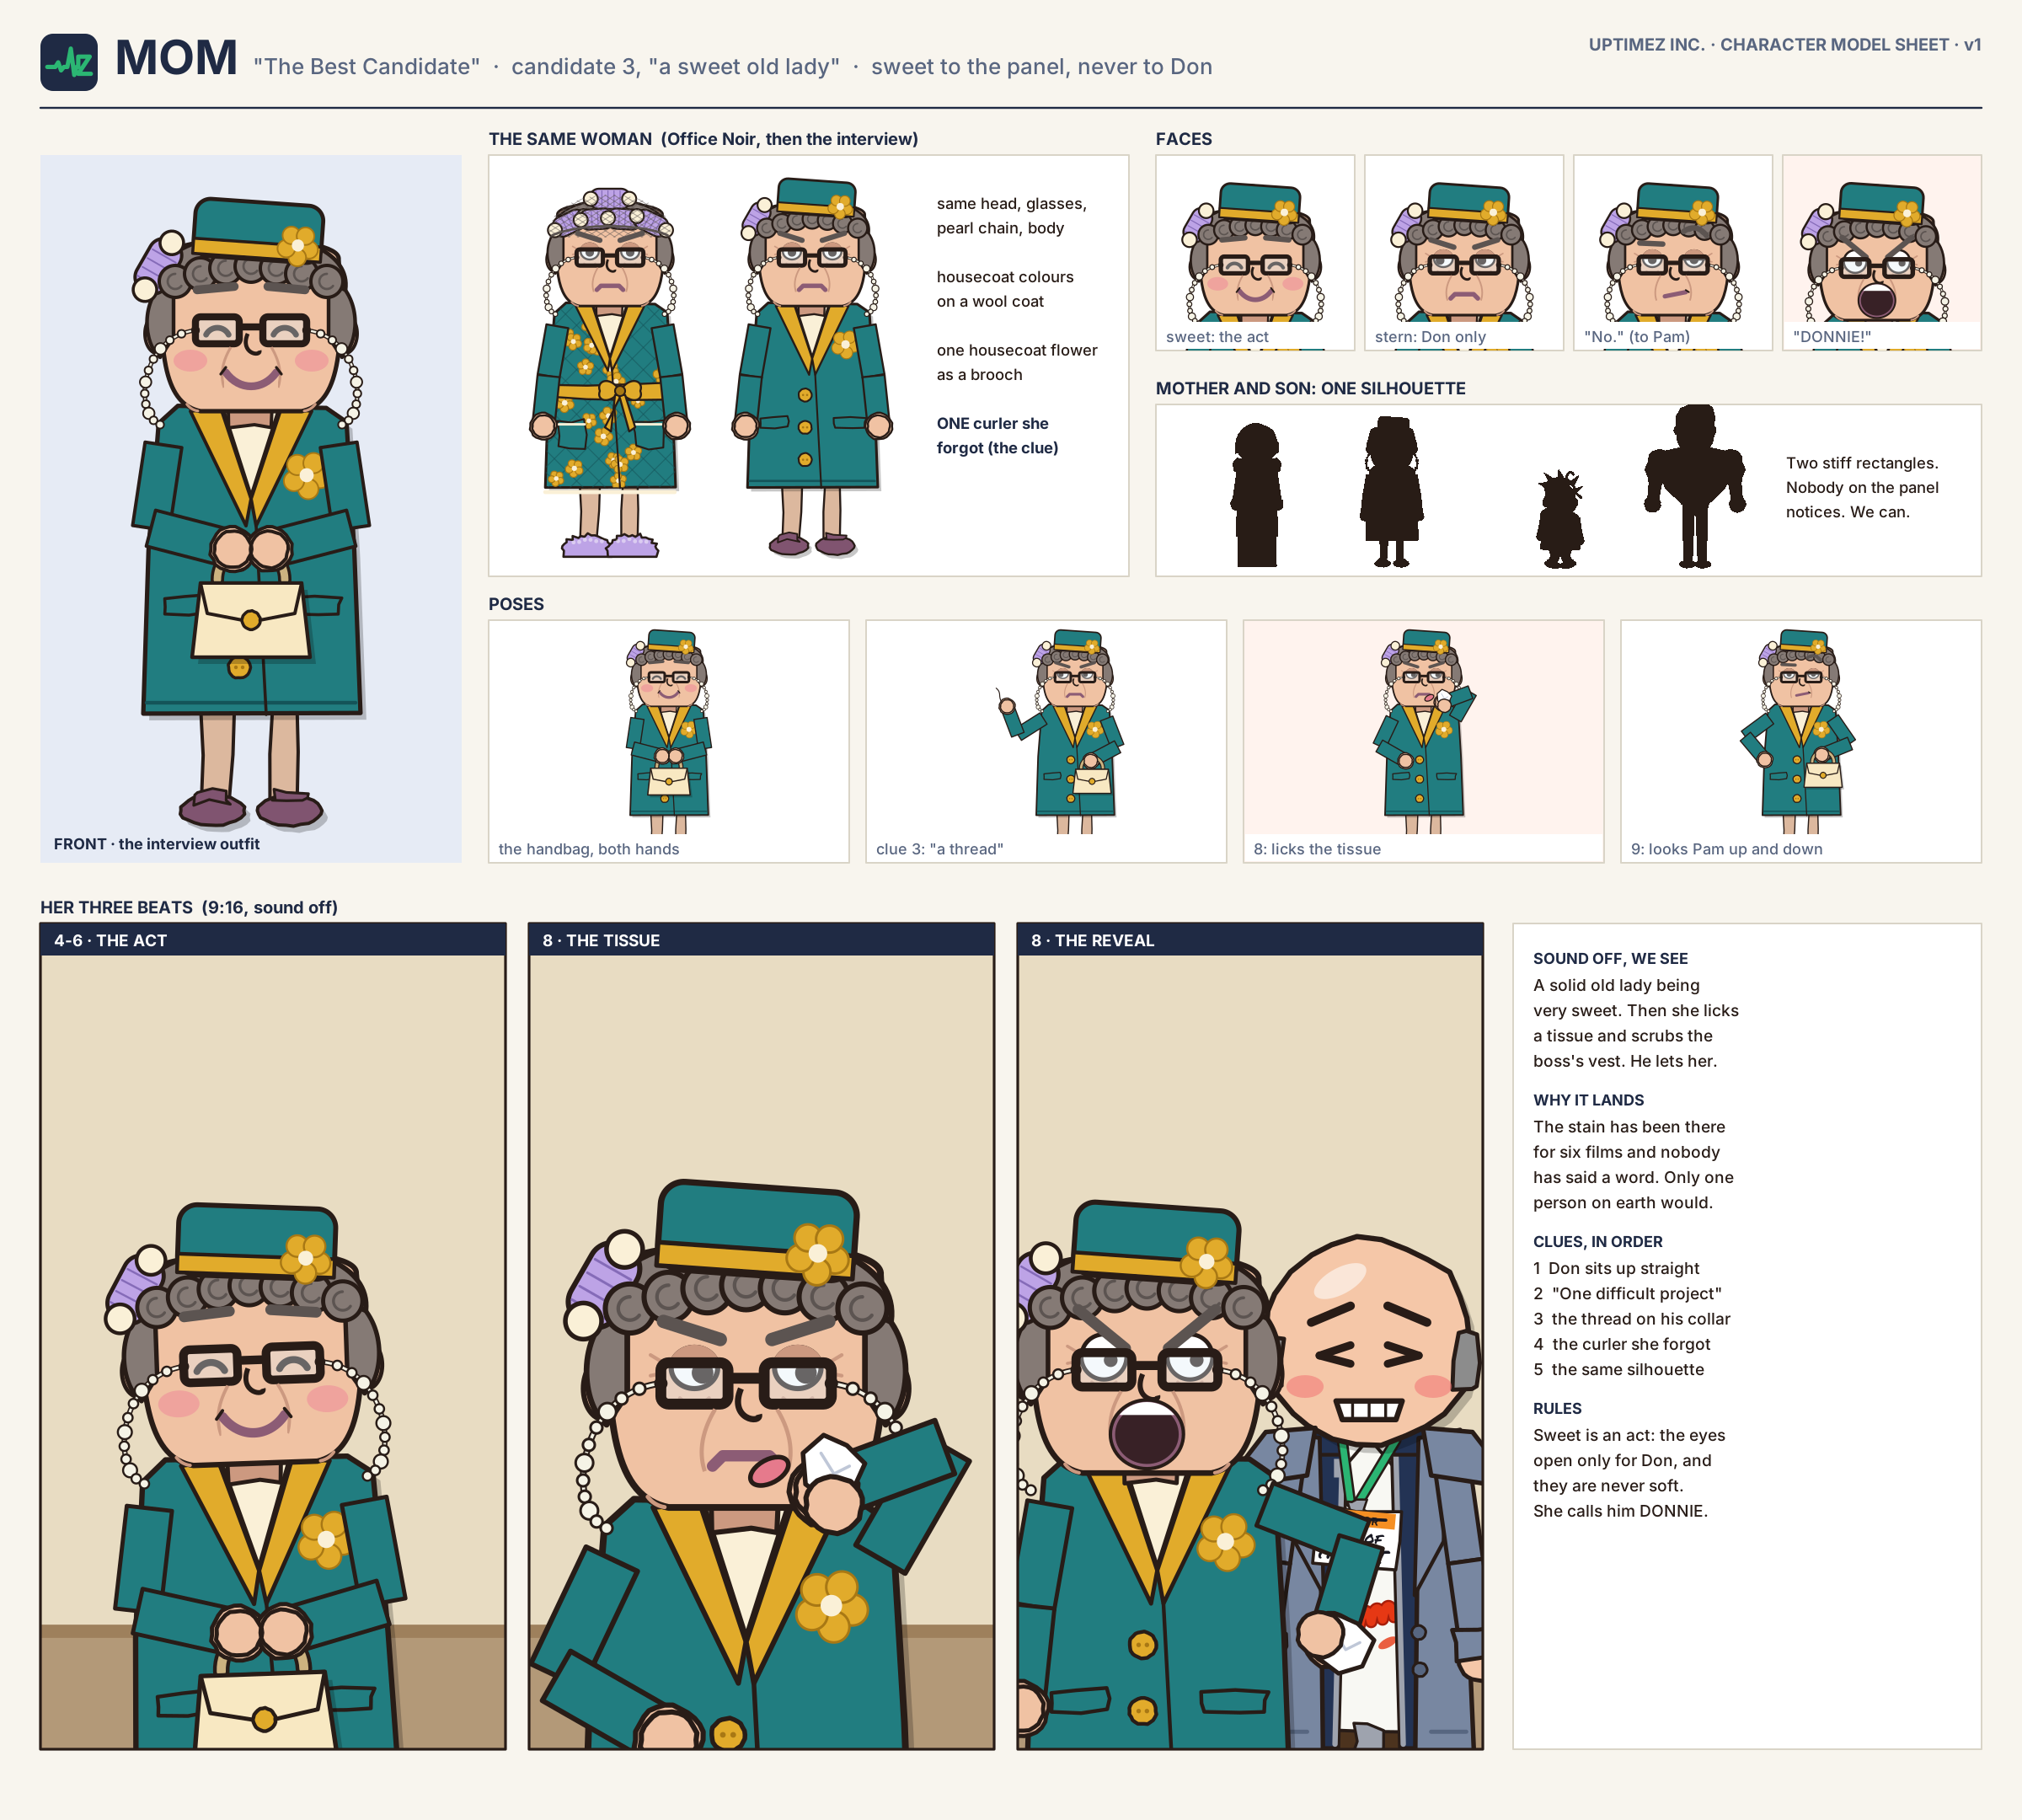 MOM "The Best Candidate" · candidate 3, "a sweet old lady" · sweet to the panel, never to Don
UPTIMEZ INC. · CHARACTER MODEL SHEET · v1
FRONT · the interview outfit
THE SAME WOMAN (Office Noir, then the interview)
same head, glasses,
pearl chain, body
housecoat colours
on a wool coat
one housecoat flower
as a brooch
ONE curler she
forgot (the clue)
FACES
sweet: the act
stern: Don only
"No." (to Pam)
"DONNIE!"
MOTHER AND SON: ONE SILHOUETTE
Two stiff rectangles.
Nobody on the panel
notices. We can.
POSES
the handbag, both hands
clue 3: "a thread"
8: licks the tissue
9: looks Pam up and down
HER THREE BEATS (9:16, sound off)
4-6 · THE ACT
8 · THE TISSUE
8 · THE REVEAL
SOUND OFF, WE SEE
A solid old lady being
very sweet. Then she licks
a tissue and scrubs the
boss's vest. He lets her.
WHY IT LANDS
The stain has been there
for six films and nobody
has said a word. Only one
person on earth would.
CLUES, IN ORDER
1 Don sits up straight
2 "One difficult project"
3 the thread on his collar
4 the curler she forgot
5 the same silhouette
RULES
Sweet is an act: the eyes
open only for Don, and
they are never soft.
She calls him DONNIE.